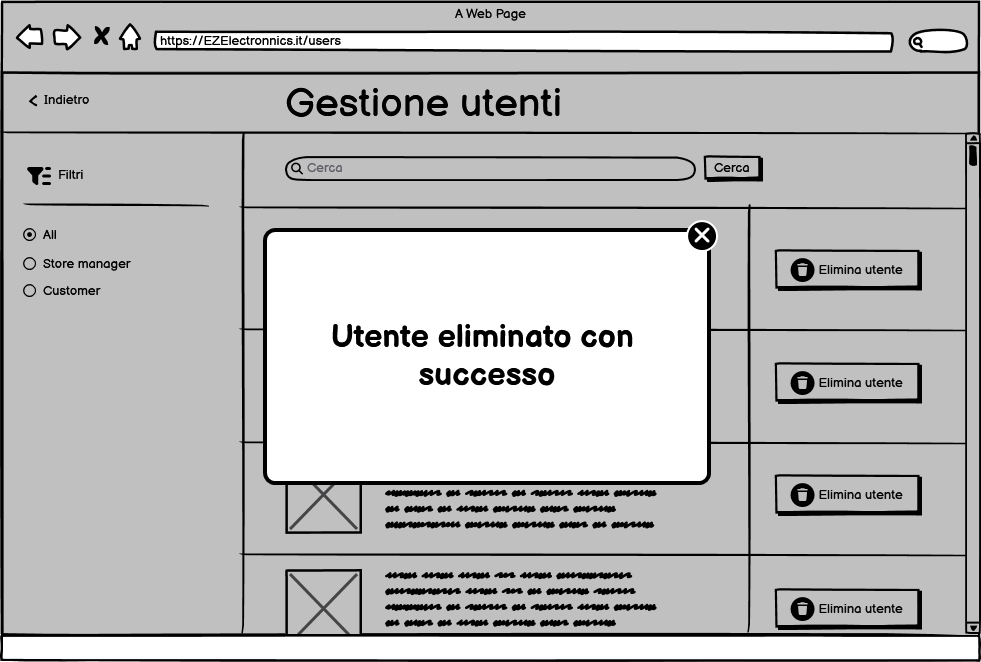 A Web Page
https://EZElectronnics.it/users
Indietro
Gestione utenti
Filtri
Cerca
Cerca
All
Store manager
Customer
Utente eliminato con
successo
Elimina utente
Elimina utente
Elimina utente
Elimina utente